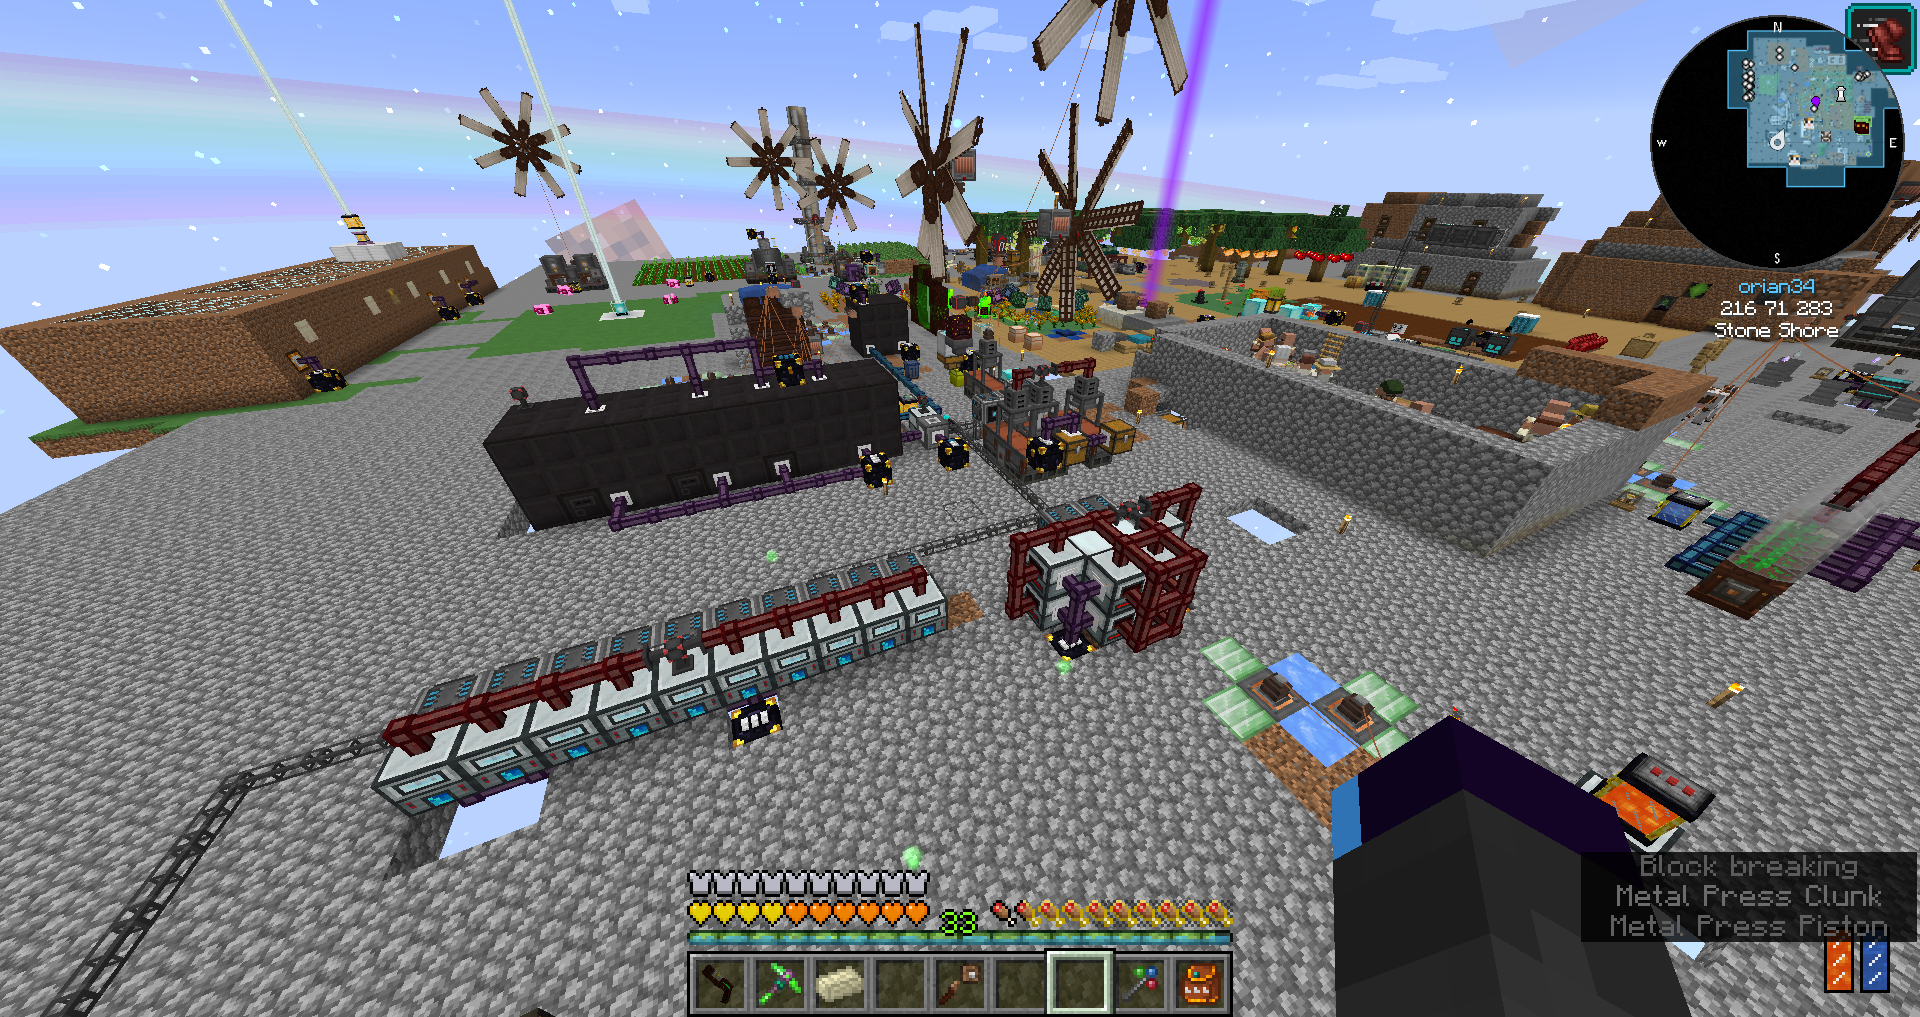 N
W
E
S
orian34
216 71 283
Stone Shore
Block breaking
Metal Press Clunk
Metal Press Piston
33